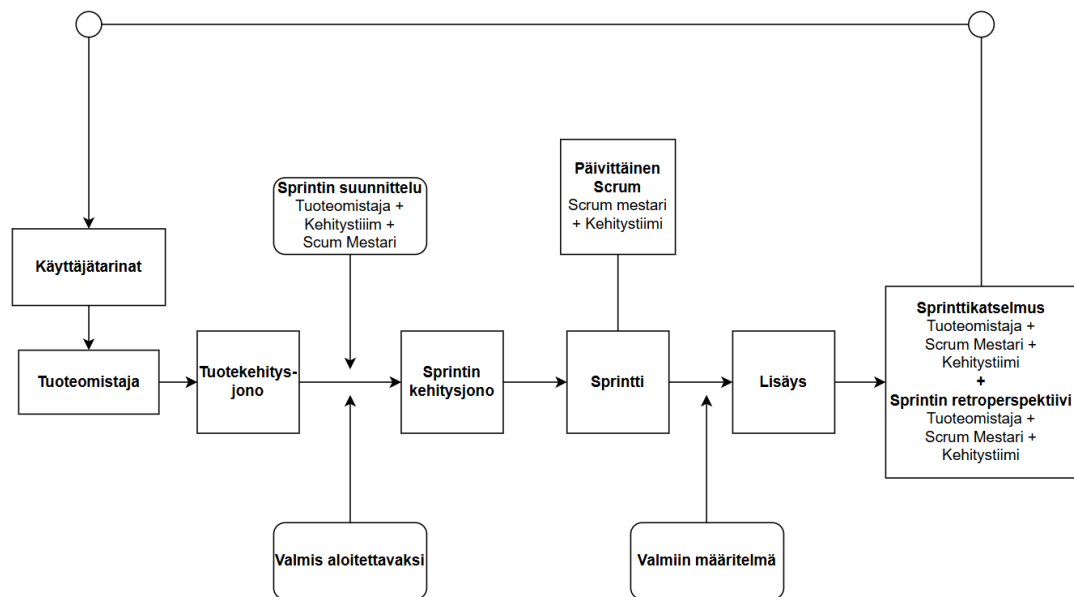 Käyttäjätarinat
Tuoteomistaja
Tuotekehitys-
jono
Sprintin suunnittelu
Tuoteomistaja +
Kehitystiiim +
Scum Mestari
Valmis aloitettavaksi
Sprintin
kehitysjono
Päivittäinen
Scrum
Scrum mestari
+ Kehitystiimi
Sprintti
Valmiin määritelmä
Lisäys
Sprinttikatselmus
Tuoteomistaja +
Scrum Mestari +
Kehitystiimi
+
Sprintin retroperspektiivi
Tuoteomistaja +
Scrum Mestari +
Kehitystiimi